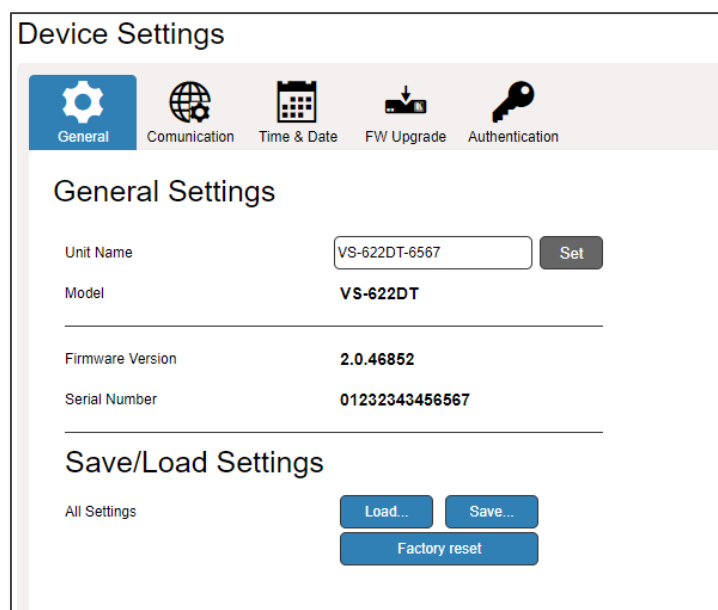 Device Settings
General Comunication Time & Date FW Upgrade Authentication
General Settings
Unit Name VS-622DT-6567 Set
Model VS-622DT
Firmware Version 2.0.46852
Serial Number 01232343456567
Save/Load Settings
All Settings Load... Save...
Factory reset